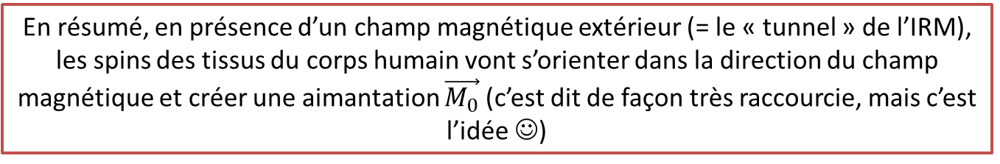 En résumé, en présence d’un champ magnétique extérieur (= le « tunnel » de l’IRM),
les spins des tissus du corps humain vont s’orienter dans la direction du champ
magnétique et créer une aimantation $\overrightarrow{M_0}$ (c’est dit de façon très raccourcie, mais c’est
l’idée ☺)